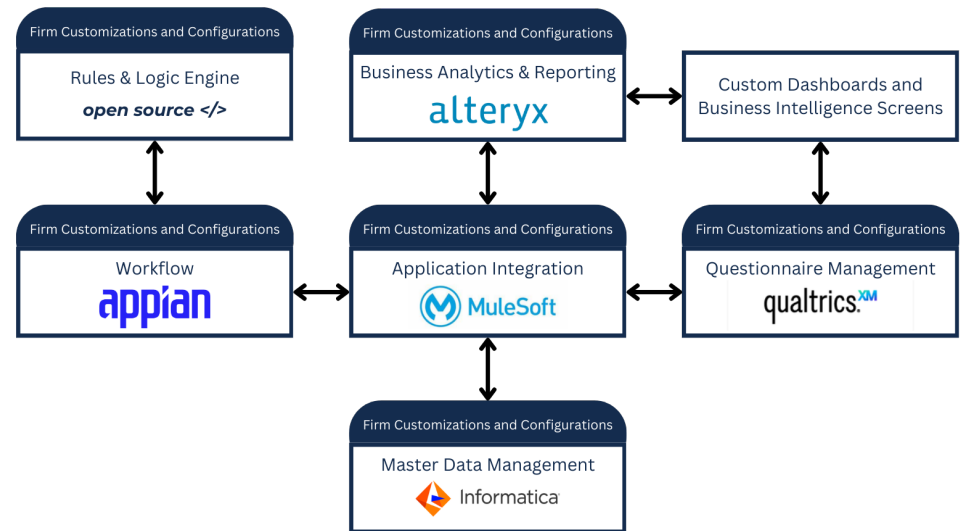 Firm Customizations and Configurations
Rules & Logic Engine
open source </>
Firm Customizations and Configurations
Business Analytics & Reporting
alteryx
Custom Dashboards and
Business Intelligence Screens
Firm Customizations and Configurations
Workflow
appian
Firm Customizations and Configurations
Application Integration
MuleSoft
Firm Customizations and Configurations
Questionnaire Management
qualtrics.XM
Firm Customizations and Configurations
Master Data Management
Informatica